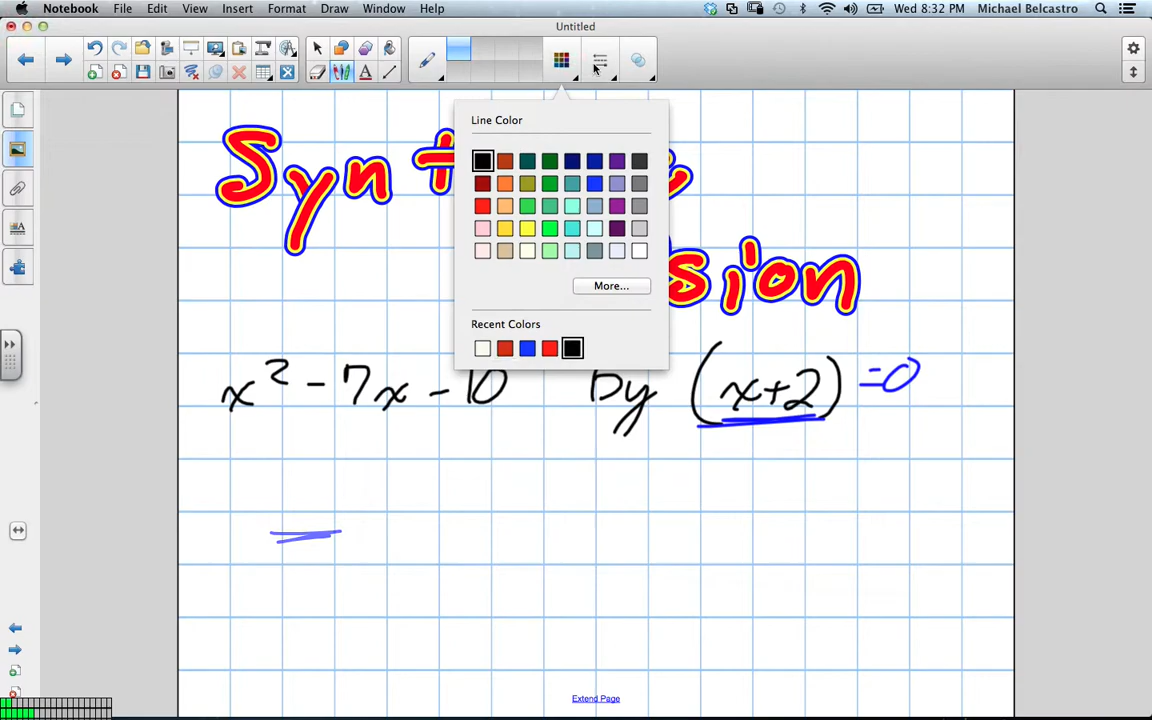 Notebook File Edit View Insert Format Draw Window Help Wed 8:32 PM Michael Belcastro
Untitled
Line Color
More...
Recent Colors
Syn t
sion
x² - 7x - 10 by (x+2) =0
Extend Page